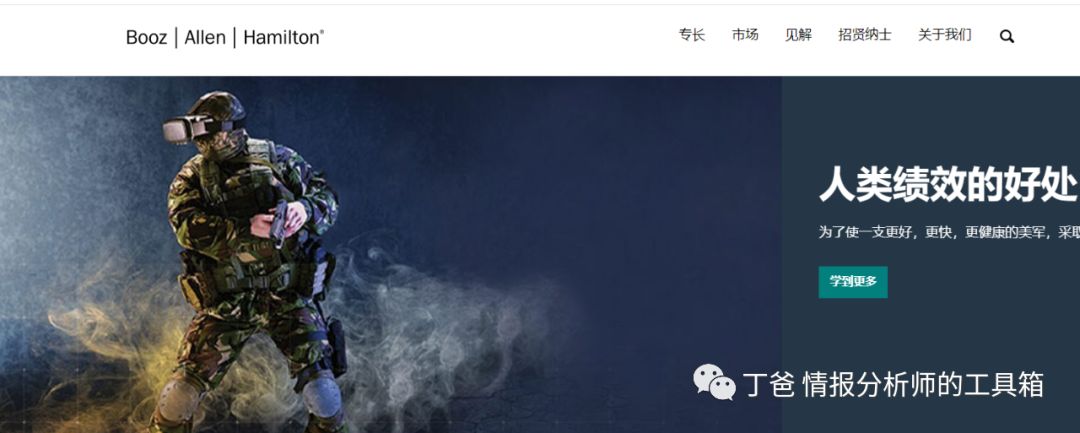 Booz | Allen | Hamilton®
专长 市场 见解 招贤纳士 关于我们
人类绩效的好处
为了使一支更好，更快，更健康的美军，采取
学到更多
丁爸 情报分析师的工具箱